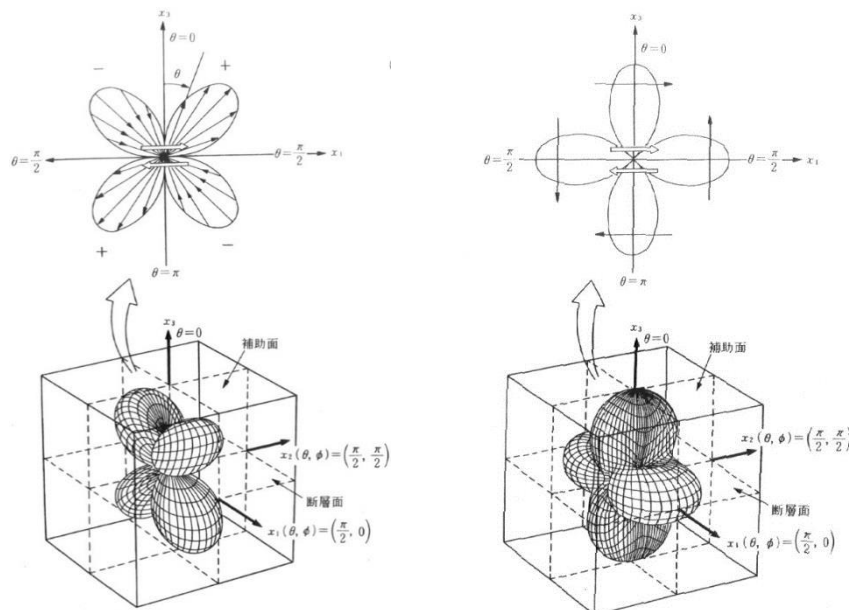 x₃
θ=0
θ
−
+
θ=π/2
θ=π/2
x₁
+
−
θ=π
x₃
θ=0
補助面
x₂(θ, φ)=(π/2, π/2)
断層面
x₁(θ, φ)=(π/2, 0)
x₃
θ=0
θ=π/2
θ=π/2
x₁
θ=π
x₃
θ=0
補助面
x₂(θ, φ)=(π/2, π/2)
断層面
x₁(θ, φ)=(π/2, 0)